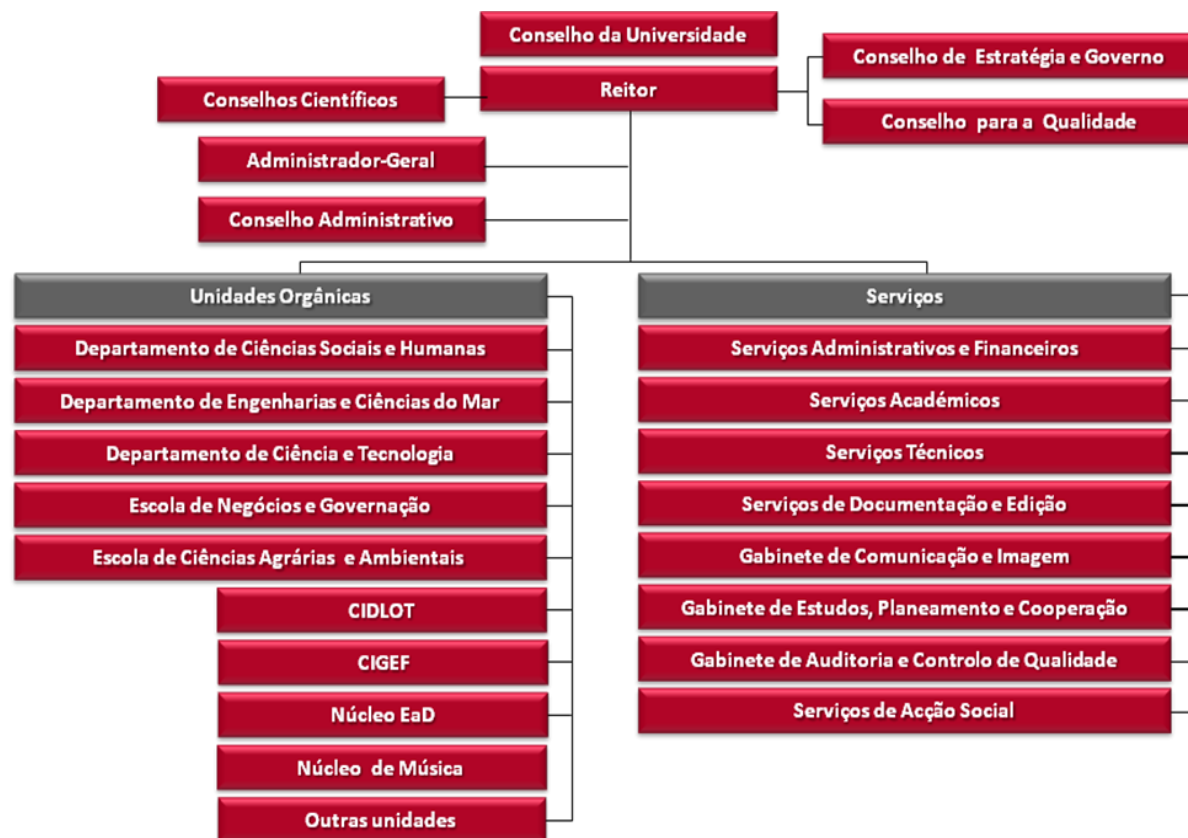 Conselho da Universidade
Reitor
Conselho de Estratégia e Governo
Conselhos Científicos
Conselho para a Qualidade
Administrador-Geral
Conselho Administrativo
Unidades Orgânicas
Departamento de Ciências Sociais e Humanas
Departamento de Engenharias e Ciências do Mar
Departamento de Ciência e Tecnologia
Escola de Negócios e Governação
Escola de Ciências Agrárias e Ambientais
CIDLOT
CIGEF
Núcleo EaD
Núcleo de Música
Outras unidades
Serviços
Serviços Administrativos e Financeiros
Serviços Académicos
Serviços Técnicos
Serviços de Documentação e Edição
Gabinete de Comunicação e Imagem
Gabinete de Estudos, Planeamento e Cooperação
Gabinete de Auditoria e Controlo de Qualidade
Serviços de Acção Social